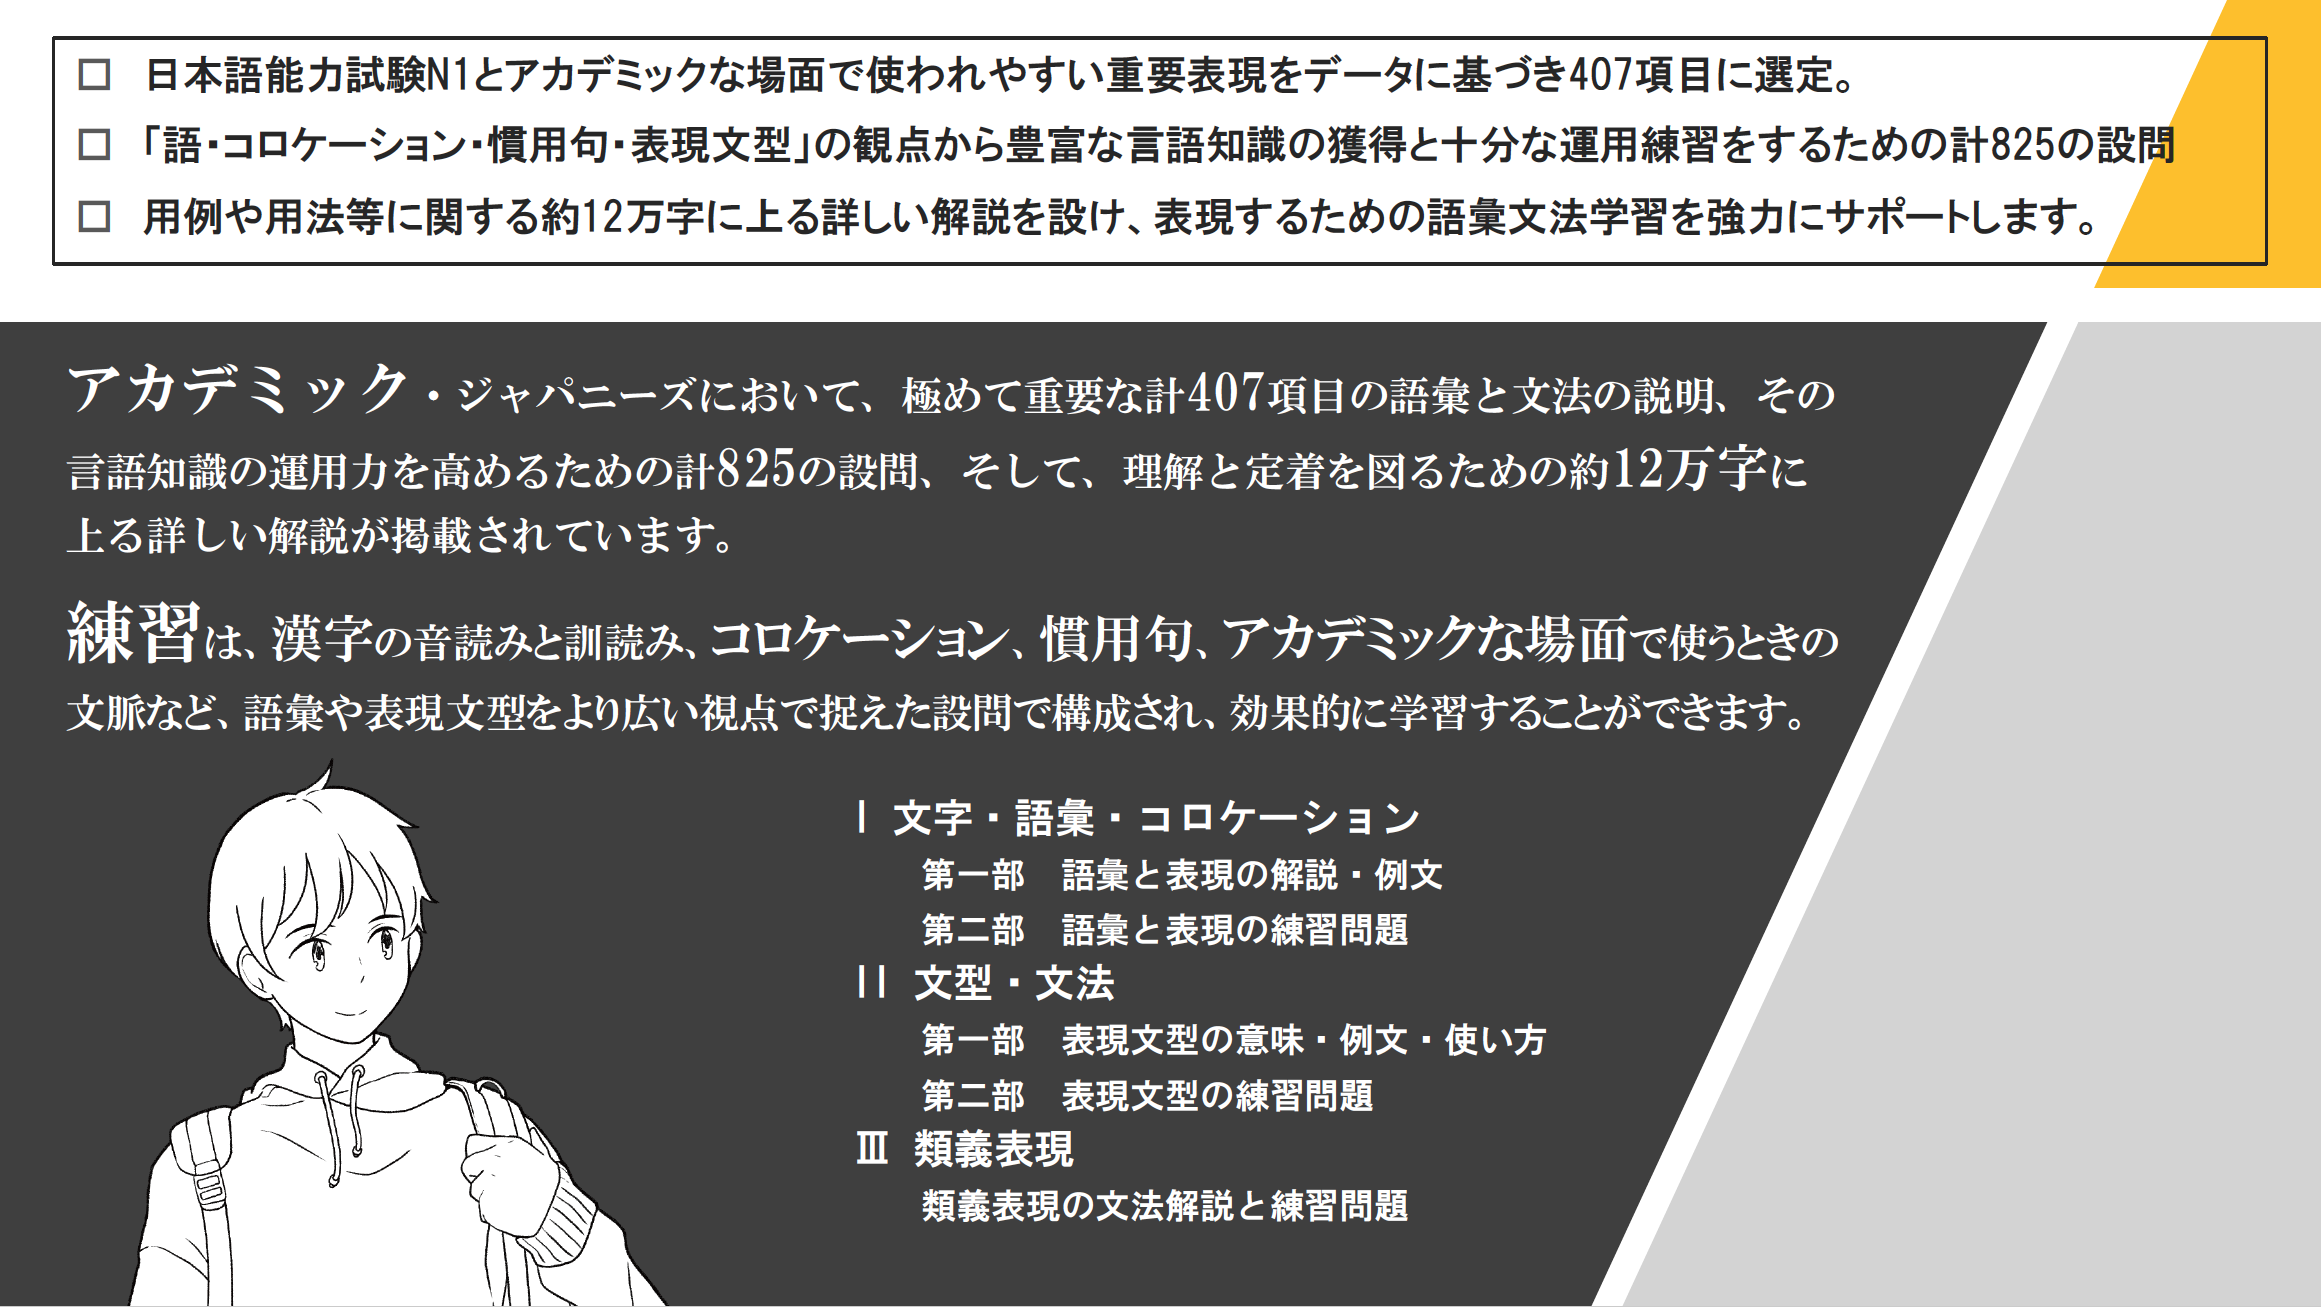 □ 日本語能力試験N1とアカデミックな場面で使われやすい重要表現をデータに基づき407項目に選定。
□ 「語・コロケーション・慣用句・表現文型」の観点から豊富な言語知識の獲得と十分な運用練習をするための計825の設問
□ 用例や用法等に関する約12万字に上る詳しい解説を設け、表現するための語彙文法学習を強力にサポートします。
アカデミック・ジャパニーズにおいて、極めて重要な計407項目の語彙と文法の説明、その
言語知識の運用力を高めるための計825の設問、そして、理解と定着を図るための約12万字に
上る詳しい解説が掲載されています。
練習は、漢字の音読みと訓読み、コロケーション、慣用句、アカデミックな場面で使うときの
文脈など、語彙や表現文型をより広い視点で捉えた設問で構成され、効果的に学習することができます。
Ⅰ 文字・語彙・コロケーション
第一部 語彙と表現の解説・例文
第二部 語彙と表現の練習問題
II 文型・文法
第一部 表現文型の意味・例文・使い方
第二部 表現文型の練習問題
Ⅲ 類義表現
類義表現の文法解説と練習問題